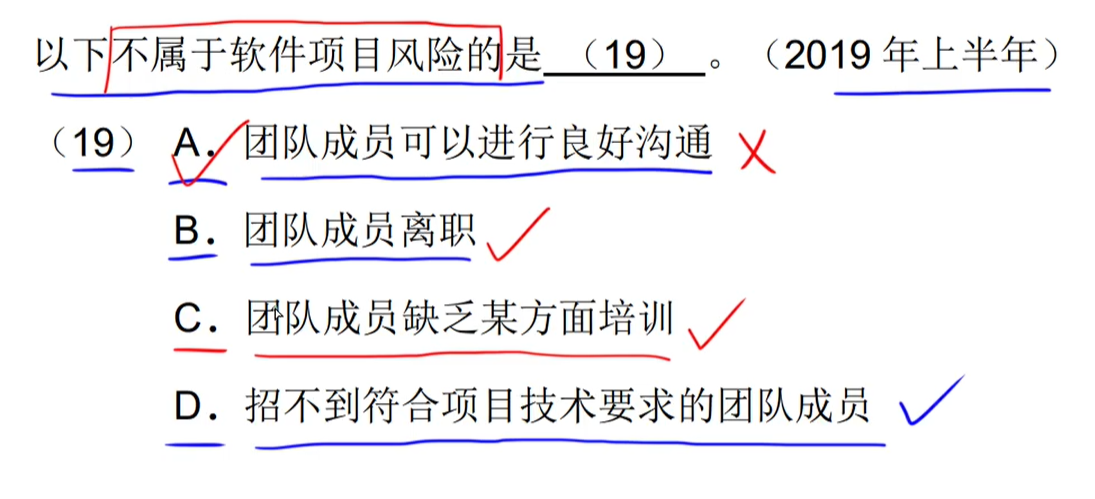 以下不属于软件项目风险的是 （19） 。（2019 年上半年）
（19） A．团队成员可以进行良好沟通
B．团队成员离职
C．团队成员缺乏某方面培训
D．招不到符合项目技术要求的团队成员